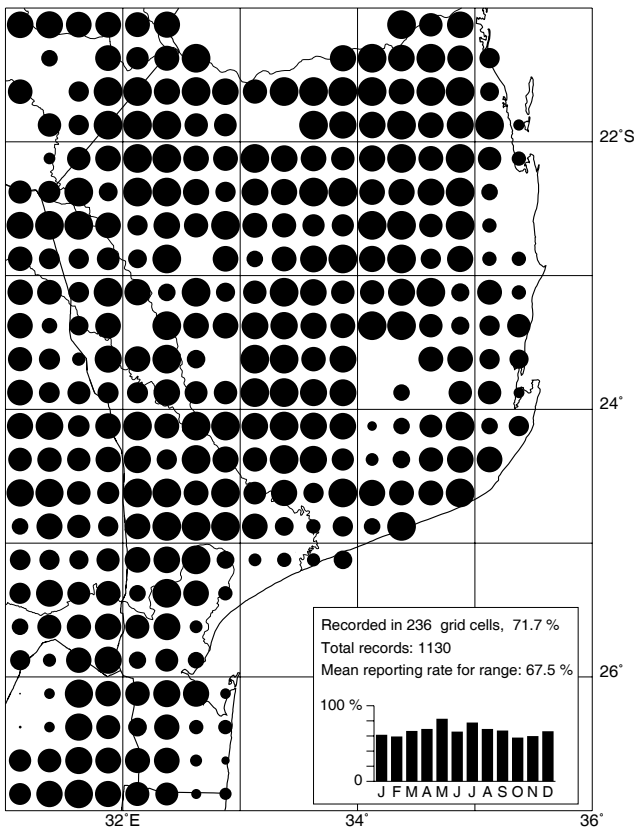 22°S
24°
Recorded in 236 grid cells, 71.7 %
Total records: 1130
Mean reporting rate for range: 67.5 %
26°
100 %
0
J F M A M J J A S O N D
32°E 34° 36°